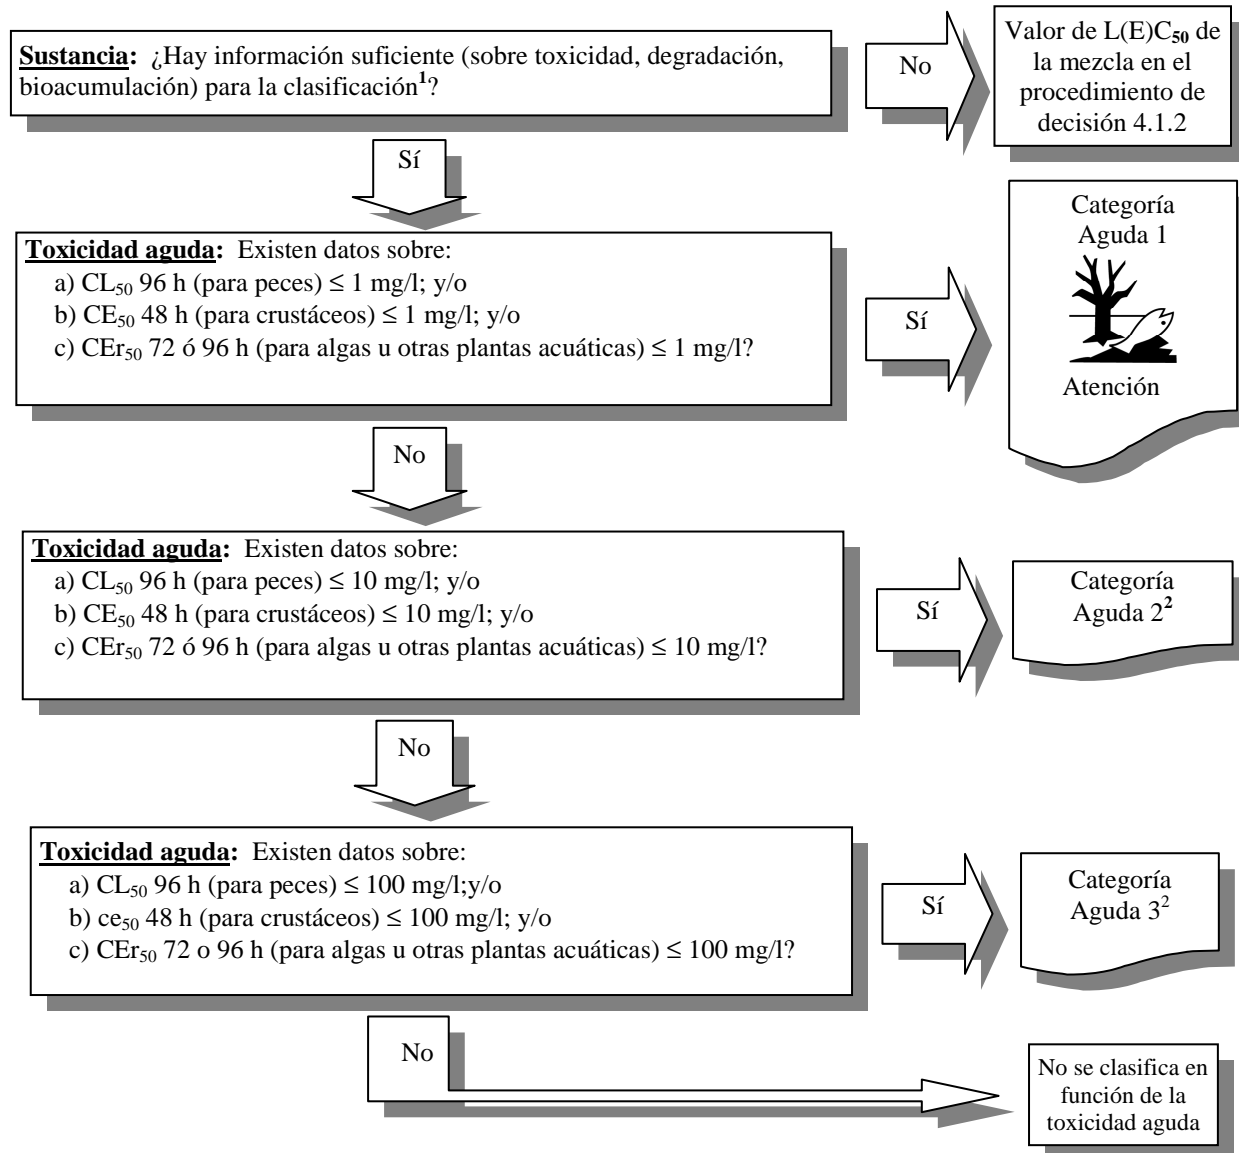 Sustancia: ¿Hay información suficiente (sobre toxicidad, degradación,
bioacumulación) para la clasificación¹?
No
Valor de L(E)C₅₀ de
la mezcla en el
procedimiento de
decisión 4.1.2
Sí
Toxicidad aguda: Existen datos sobre:
a) CL₅₀ 96 h (para peces) ≤ 1 mg/l; y/o
b) CE₅₀ 48 h (para crustáceos) ≤ 1 mg/l; y/o
c) CEr₅₀ 72 ó 96 h (para algas u otras plantas acuáticas) ≤ 1 mg/l?
Sí
Categoría
Aguda 1
Atención
No
Toxicidad aguda: Existen datos sobre:
a) CL₅₀ 96 h (para peces) ≤ 10 mg/l; y/o
b) CE₅₀ 48 h (para crustáceos) ≤ 10 mg/l; y/o
c) CEr₅₀ 72 ó 96 h (para algas u otras plantas acuáticas) ≤ 10 mg/l?
Sí
Categoría
Aguda 2²
No
Toxicidad aguda: Existen datos sobre:
a) CL₅₀ 96 h (para peces) ≤ 100 mg/l;y/o
b) ce₅₀ 48 h (para crustáceos) ≤ 100 mg/l; y/o
c) CEr₅₀ 72 o 96 h (para algas u otras plantas acuáticas) ≤ 100 mg/l?
Sí
Categoría
Aguda 3²
No
No se clasifica en
función de la
toxicidad aguda